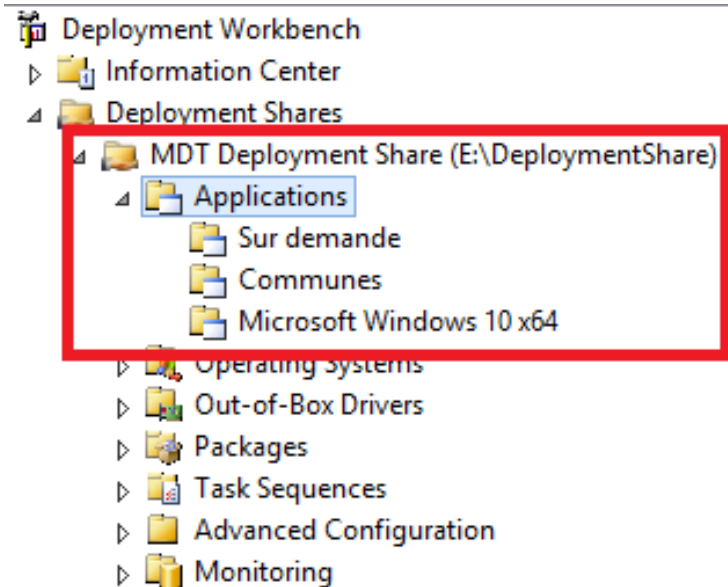 Deployment Workbench
Information Center
Deployment Shares
MDT Deployment Share (E:\DeploymentShare)
Applications
Sur demande
Communes
Microsoft Windows 10 x64
Operating Systems
Out-of-Box Drivers
Packages
Task Sequences
Advanced Configuration
Monitoring